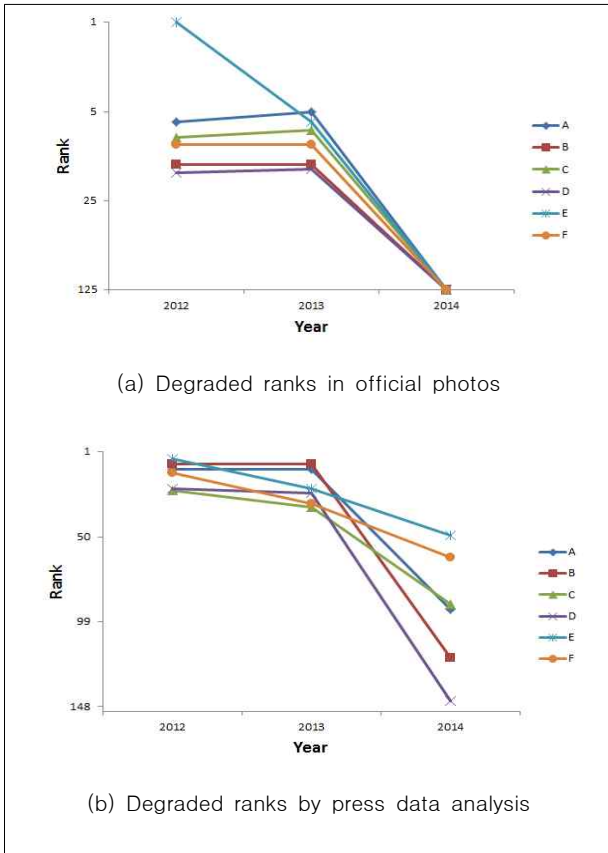 1
5
25
125
Rank
2012 2013 2014
Year
A
B
C
D
E
F
(a) Degraded ranks in official photos
1
50
99
148
Rank
2012 2013 2014
Year
A
B
C
D
E
F
(b) Degraded ranks by press data analysis